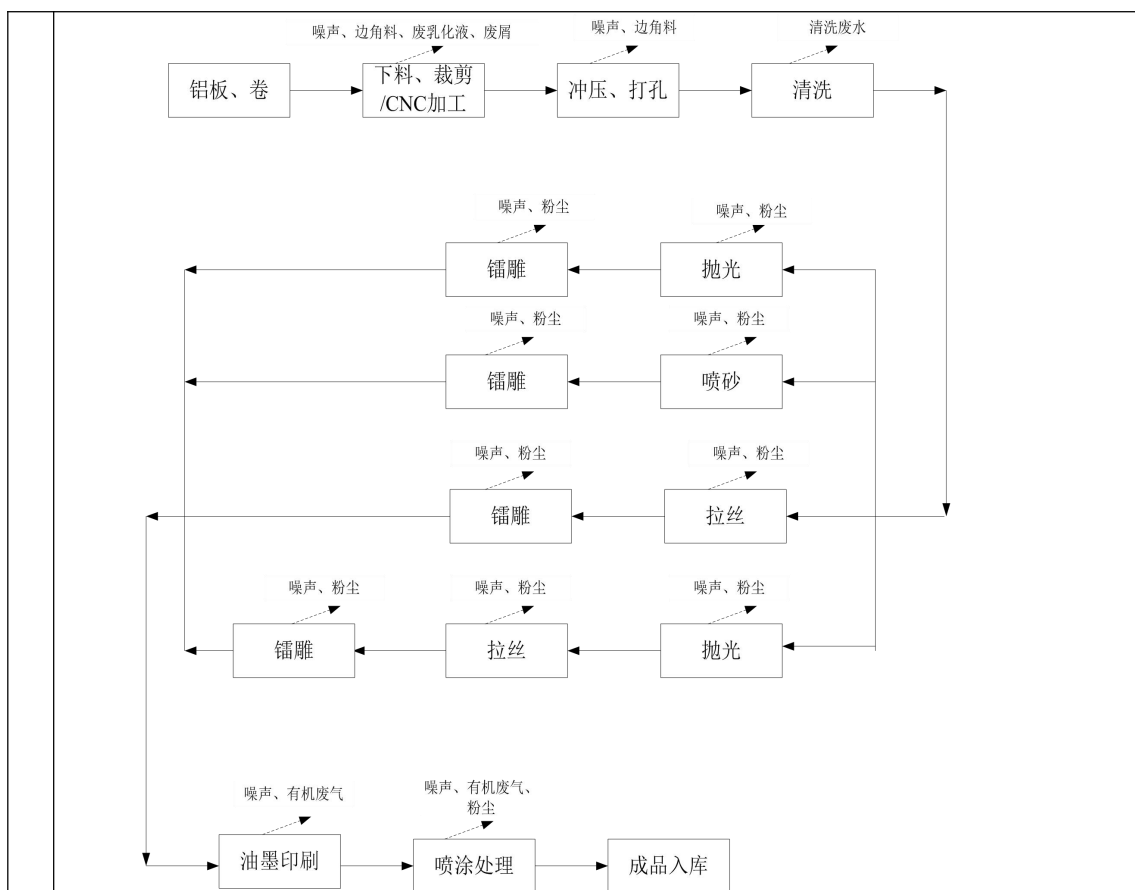 噪声、边角料、废乳化液、废屑
噪声、边角料
清洗废水
铝板、卷
下料、裁剪
/CNC加工
冲压、打孔
清洗
噪声、粉尘
噪声、粉尘
镭雕
抛光
噪声、粉尘
噪声、粉尘
镭雕
喷砂
噪声、粉尘
噪声、粉尘
镭雕
拉丝
噪声、粉尘
噪声、粉尘
噪声、粉尘
镭雕
拉丝
抛光
噪声、有机废气
噪声、有机废气、
粉尘
油墨印刷
喷涂处理
成品入库